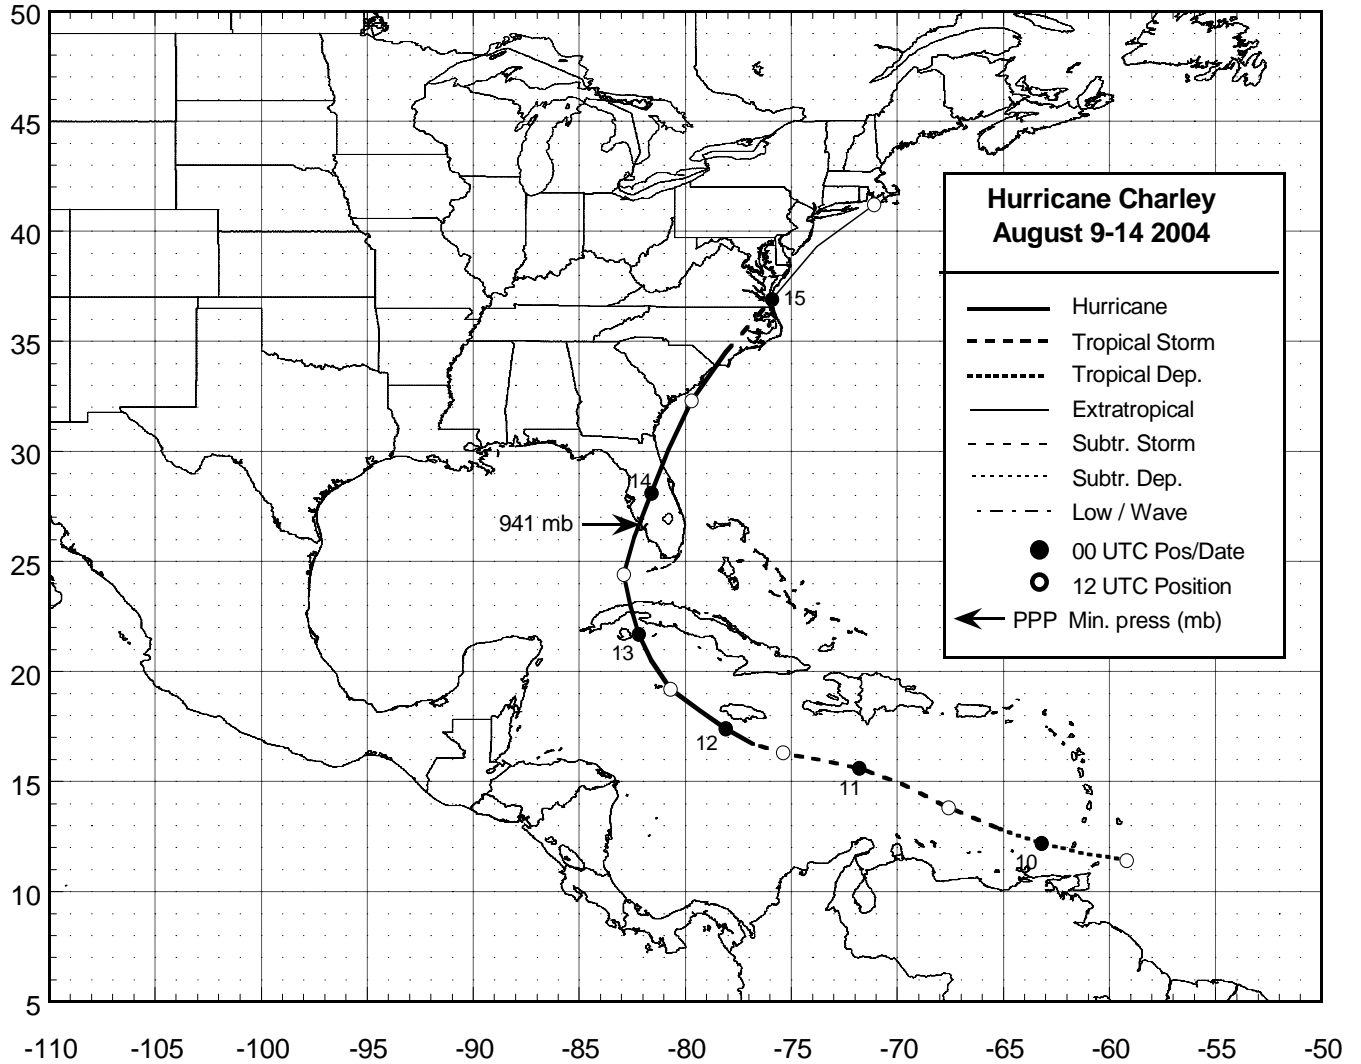 50
45
40
35
30
25
20
15
10
5
Hurricane Charley
August 9-14 2004
Hurricane
Tropical Storm
Tropical Dep.
Extratropical
Subtr. Storm
Subtr. Dep.
Low / Wave
00 UTC Pos/Date
12 UTC Position
PPP Min. press (mb)
15
14
941 mb
13
12
11
10
-110 -105 -100 -95 -90 -85 -80 -75 -70 -65 -60 -55 -50